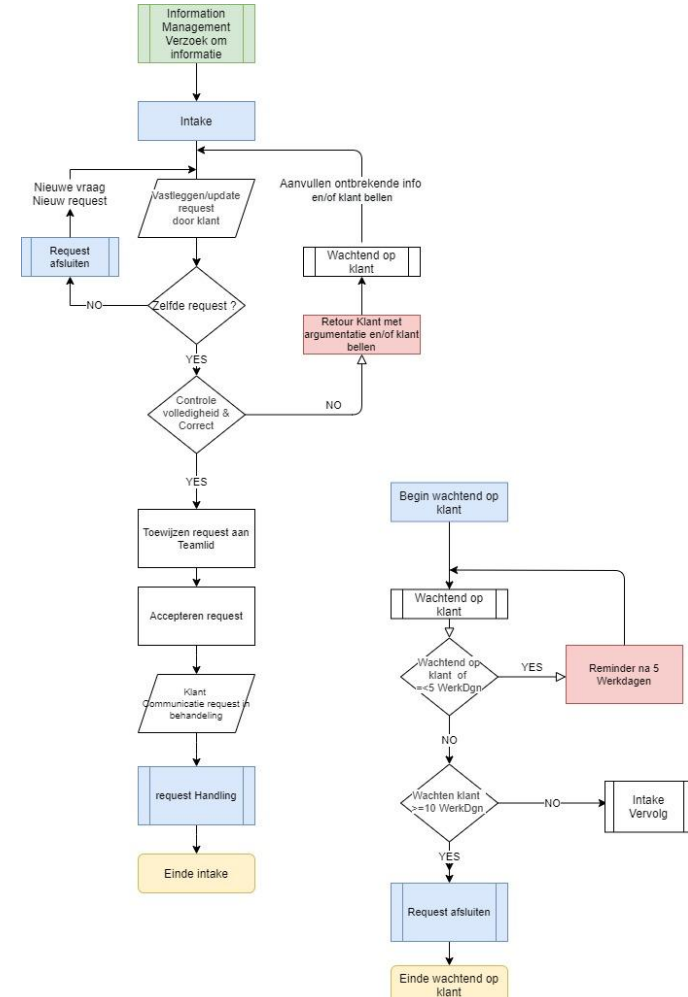 Information
Management
Verzoek om
informatie
Intake
Nieuwe vraag
Nieuw request
Vastleggen/update
request
door klant
Aanvullen ontbrekende info
en/of klant bellen
Request
afsluiten
Wachtend op
klant
NO
Zelfde request ?
Retour Klant met
argumentatie en/of klant
bellen
YES
Controle
volledigheid &
Correct
NO
YES
Toewijzen request aan
Teamlid
Accepteren request
Klant
Communicatie request in
behandeling
request Handling
Einde intake
Begin wachtend op
klant
Wachtend op
klant
Wachtend op
klant of
=<5 WerkDgn
YES
Reminder na 5
Werkdagen
NO
Wachten klant
>=10 WerkDgn
NO
Intake
Vervolg
YES
Request afsluiten
Einde wachtend op
klant